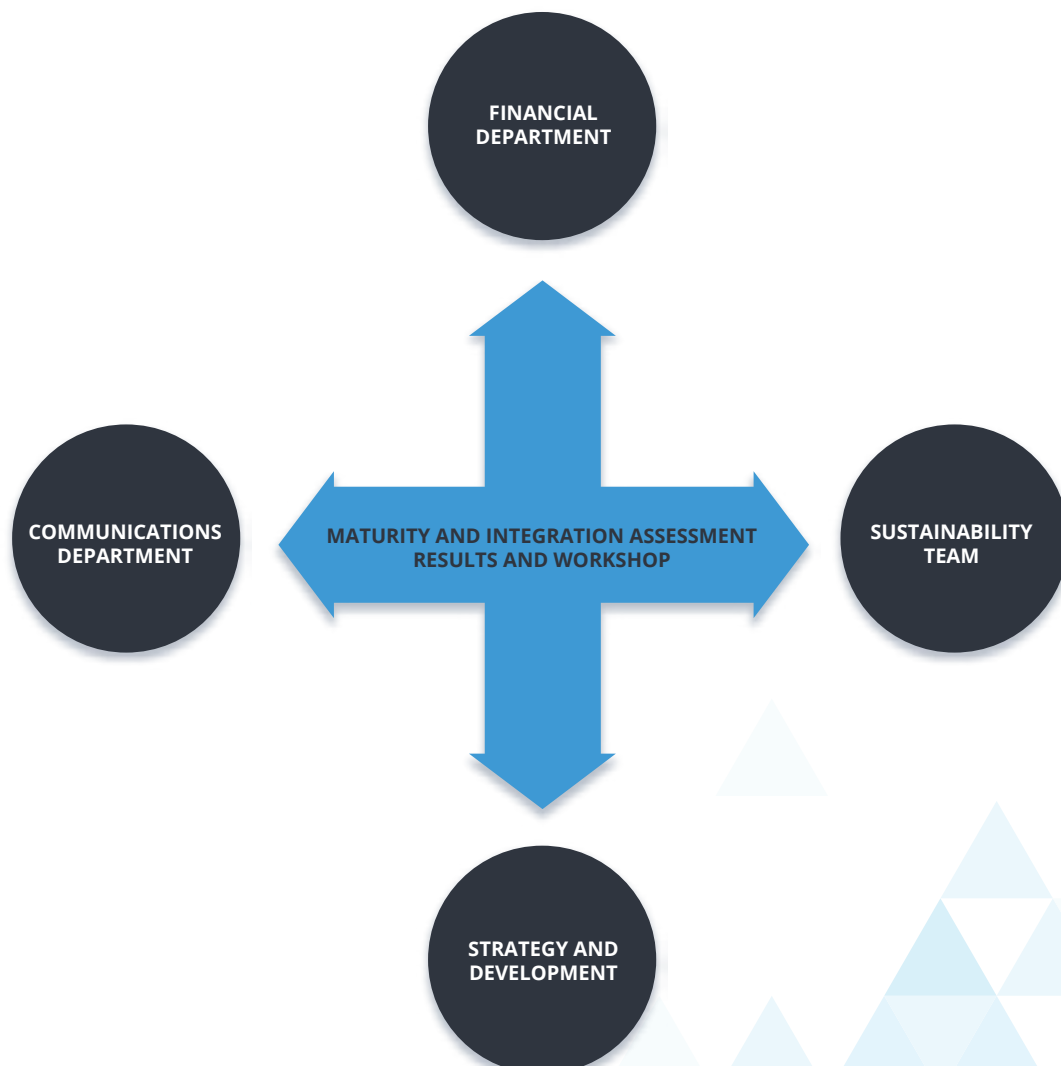 FINANCIAL
DEPARTMENT
COMMUNICATIONS
DEPARTMENT
MATURITY AND INTEGRATION ASSESSMENT
RESULTS AND WORKSHOP
SUSTAINABILITY
TEAM
STRATEGY AND
DEVELOPMENT